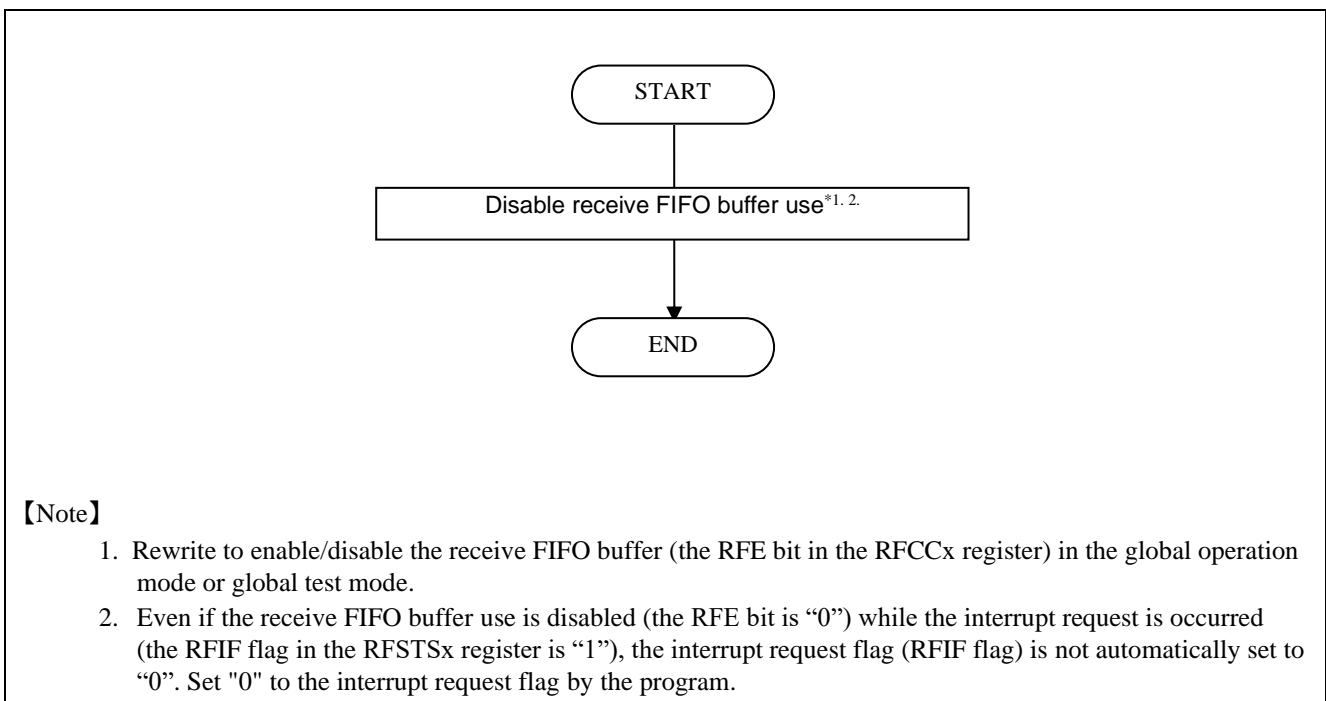 START
Disable receive FIFO buffer use*1. 2.
END
【Note】
1. Rewrite to enable/disable the receive FIFO buffer (the RFE bit in the RFCCx register) in the global operation
mode or global test mode.
2. Even if the receive FIFO buffer use is disabled (the RFE bit is “0”) while the interrupt request is occurred
(the RFIF flag in the RFSTSx register is “1”), the interrupt request flag (RFIF flag) is not automatically set to
“0”. Set "0" to the interrupt request flag by the program.